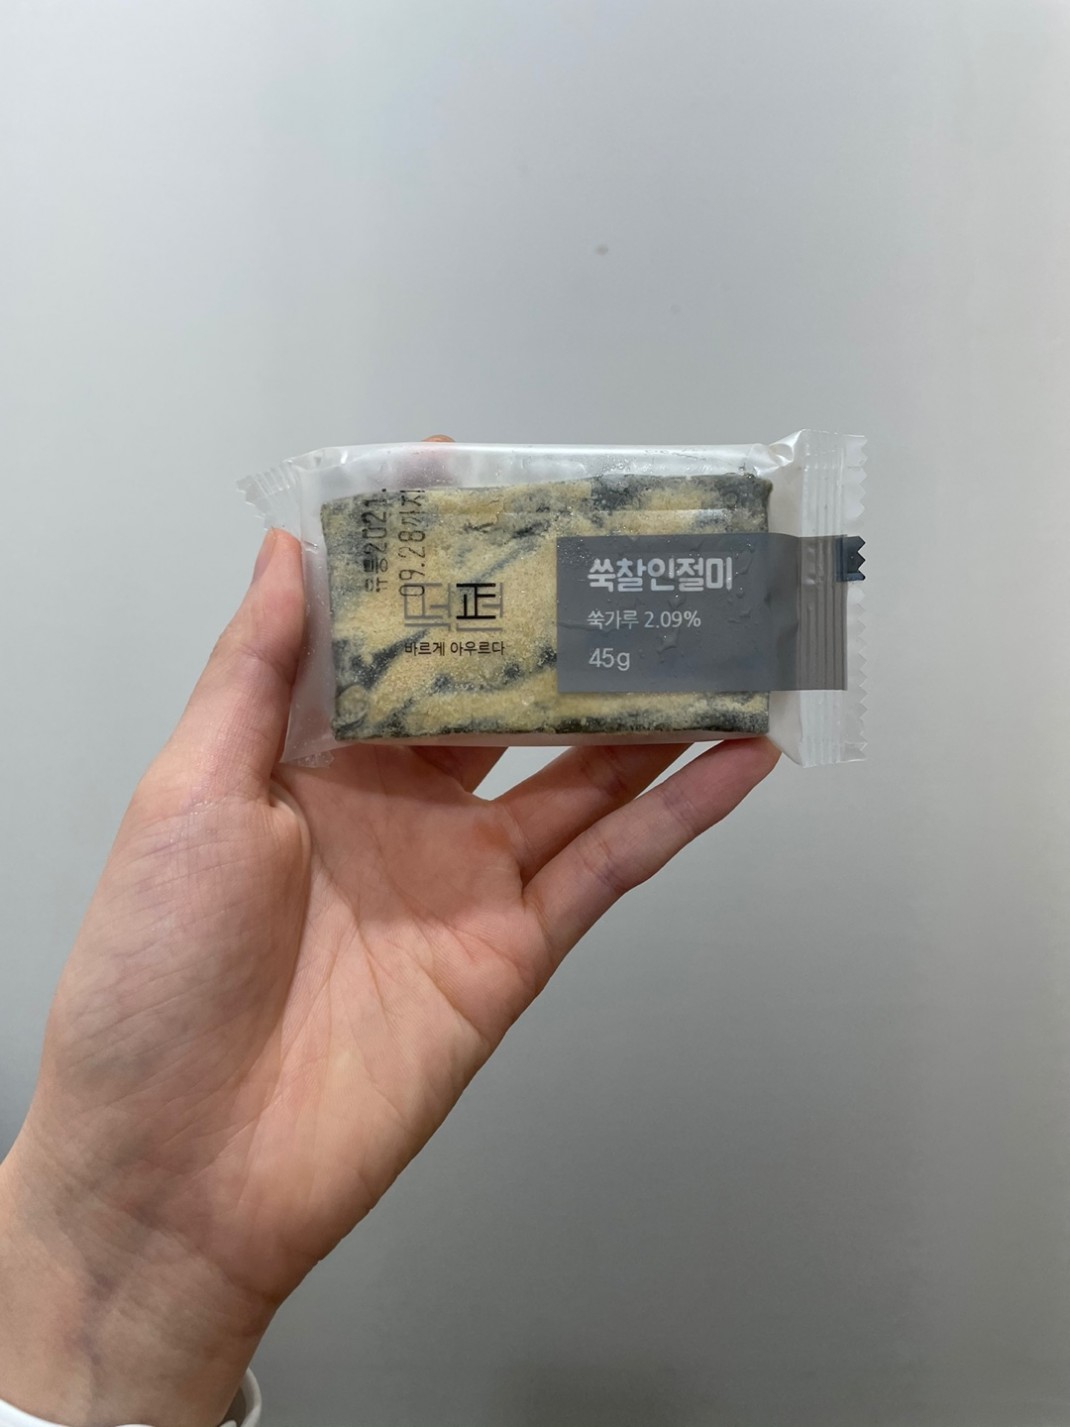 유통2021.
09.28까지
떡편
바르게 아우르다
쑥찰인절미
쑥가루 2.09%
45g